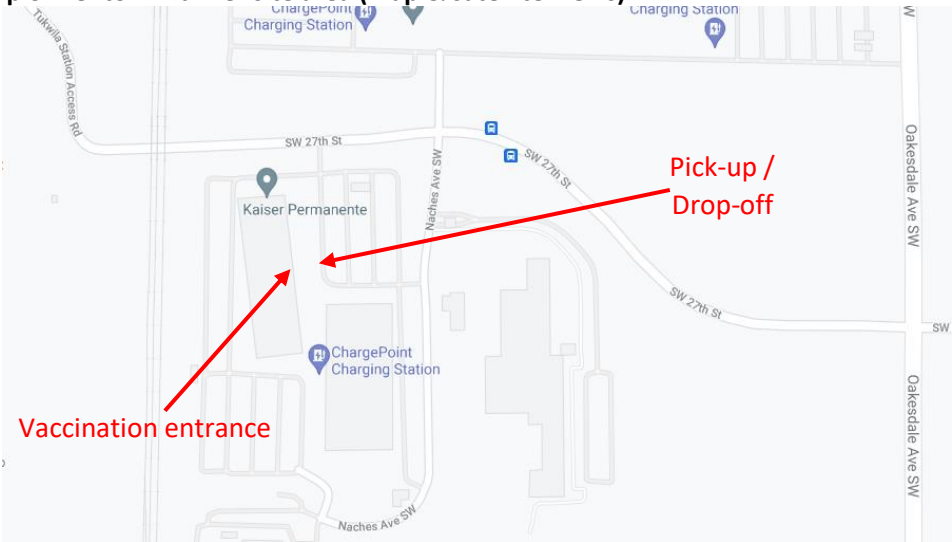 ChargePoint
Charging Station
Charging Station
SW
Tukwila Station Access Rd
SW 27th St
SW 27th St
Oakesdale Ave SW
Pick-up /
Drop-off
Kaiser Permanente
Naches Ave SW
SW 27th St
SW
ChargePoint
Charging Station
Vaccination entrance
Oakesdale Ave SW
Naches Ave SW